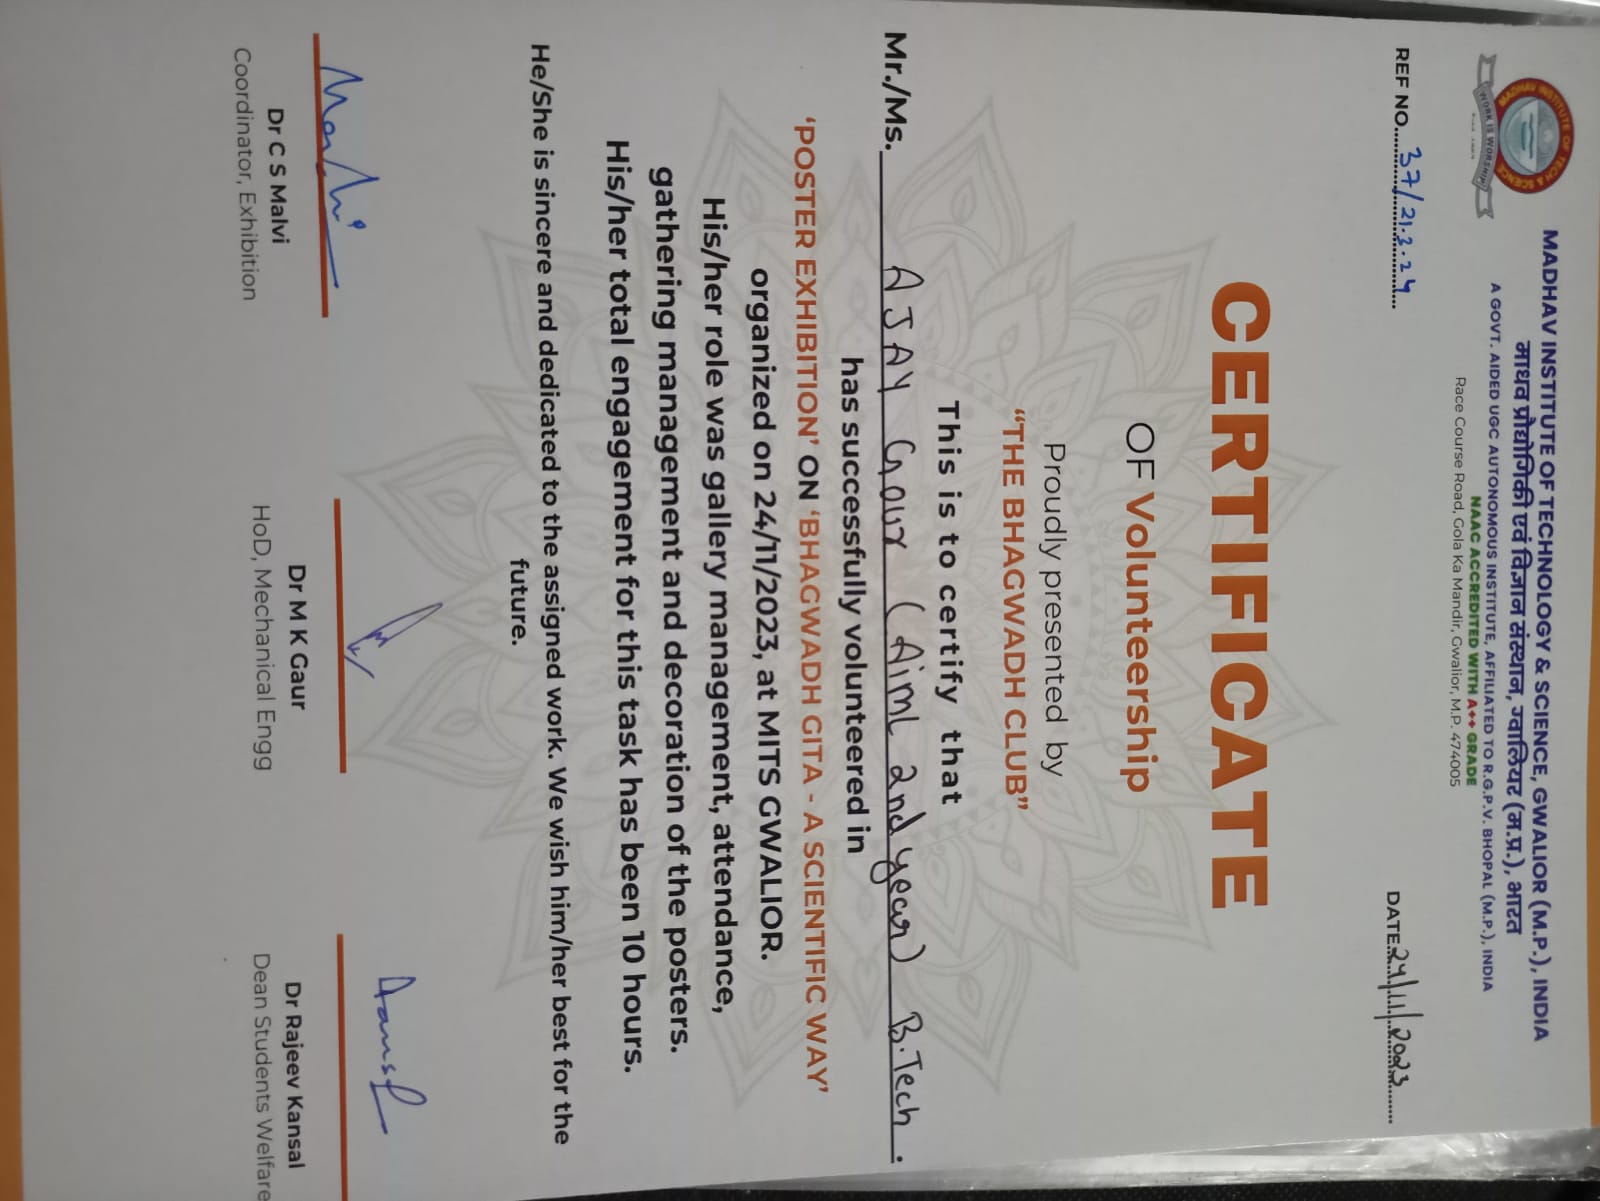 MADHAV INSTITUTE OF TECH & SCIENCE
WORK IS WORSHIP
MADHAV INSTITUTE OF TECHNOLOGY & SCIENCE, GWALIOR (M.P.), INDIA
माधव प्रौद्योगिकी एवं विज्ञान संस्थान, ग्वालियर (म.प्र.), भारत
A GOVT. AIDED UGC AUTONOMOUS INSTITUTE, AFFILIATED TO R.G.P.V. BHOPAL (M.P.), INDIA
NAAC ACCREDITED WITH A++ GRADE
Race Course Road, Gola Ka Mandir, Gwalior, M.P. 474005
REF NO. 37/21.3.24
DATE. 24/11/2023
CERTIFICATE
OF Volunteership
Proudly presented by
“THE BHAGWADH CLUB”
This is to certify that
Mr./Ms. AJAY Gour (Aiml 2nd year) B.Tech.
has successfully volunteered in
‘POSTER EXHIBITION’ ON ‘BHAGWADH GITA - A SCIENTIFIC WAY’
organized on 24/11/2023, at MITS GWALIOR.
His/her role was gallery management, attendance,
gathering management and decoration of the posters.
His/her total engagement for this task has been 10 hours.
He/She is sincere and dedicated to the assigned work. We wish him/her best for the
future.
Dr C S Malvi
Coordinator, Exhibition
Dr M K Gaur
HoD, Mechanical Engg
Dr Rajeev Kansal
Dean Students Welfare